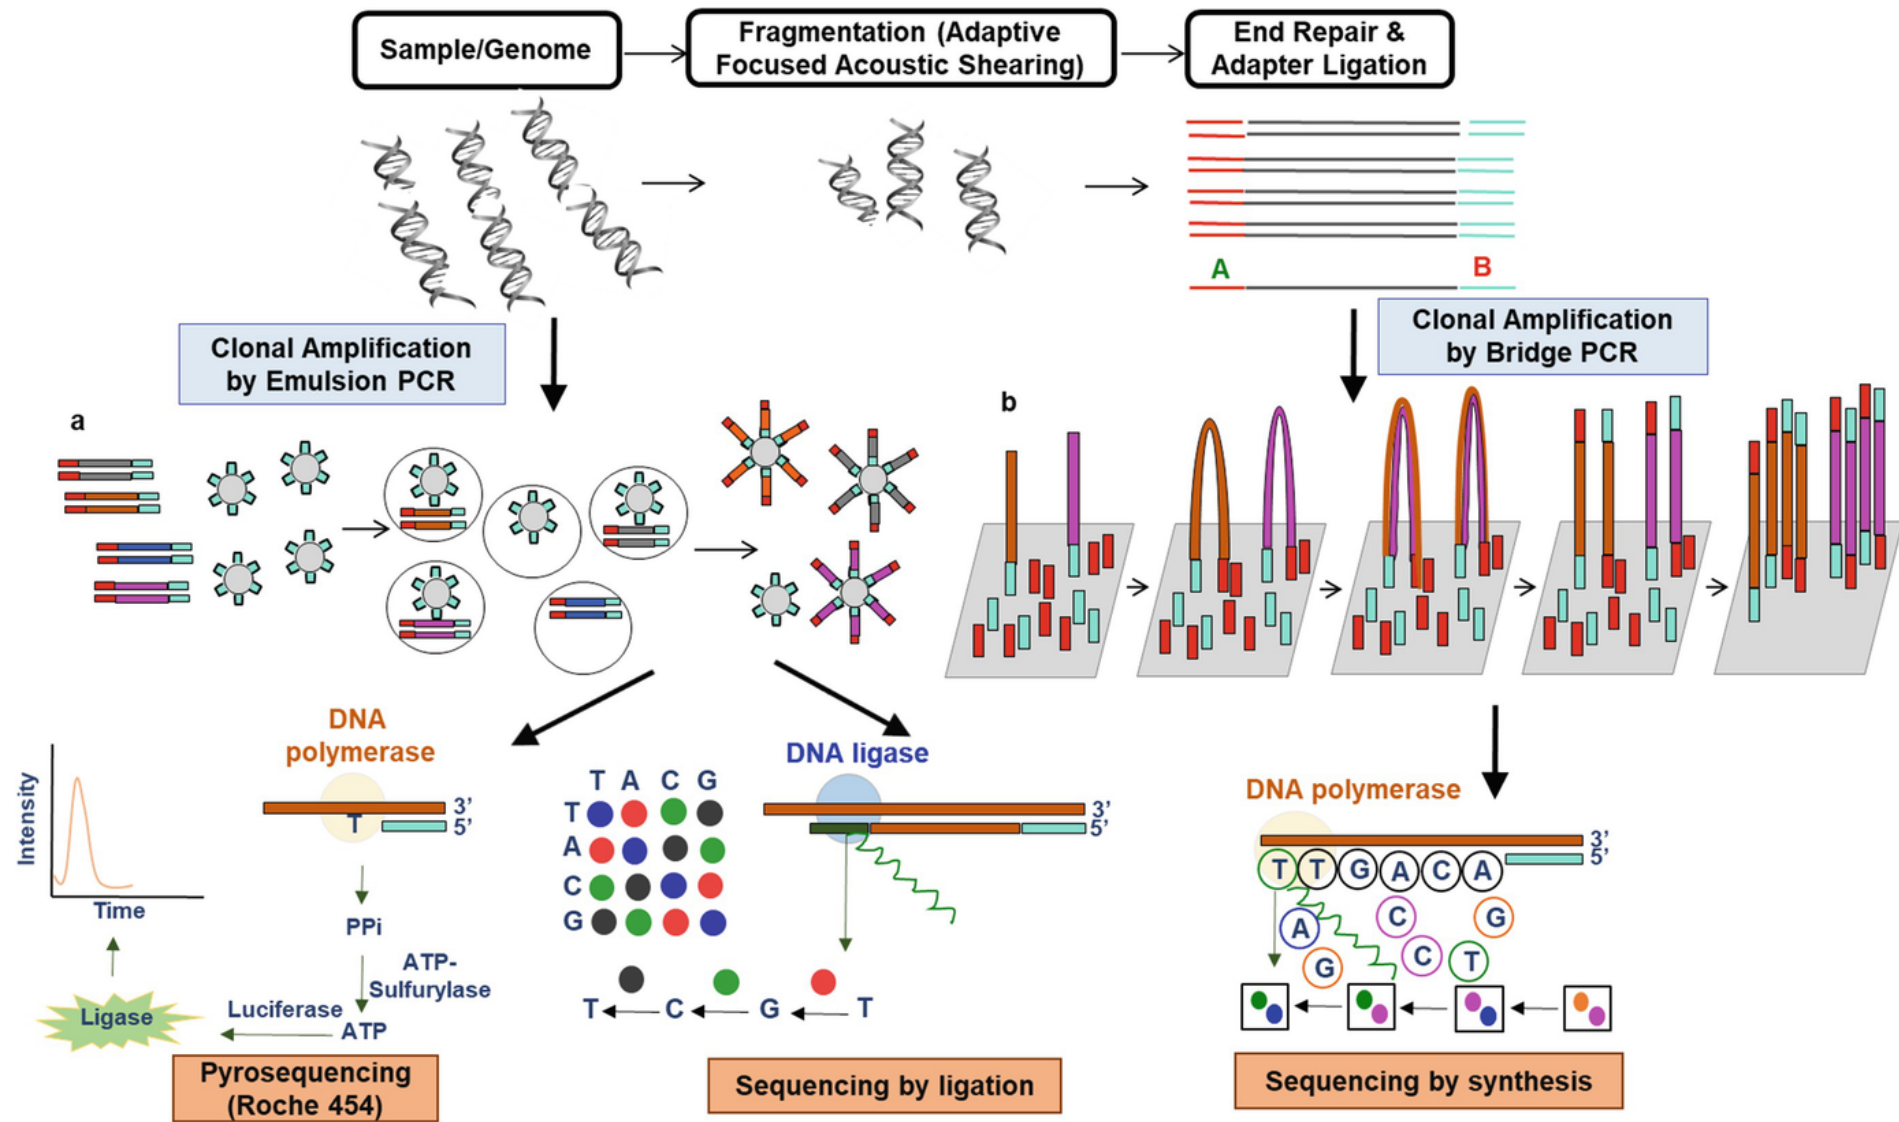 Sample/Genome
Fragmentation (Adaptive
Focused Acoustic Shearing)
End Repair &
Adapter Ligation
A
B
Clonal Amplification
by Emulsion PCR
Clonal Amplification
by Bridge PCR
a
b
Intensity
Time
DNA
polymerase
T
3’
5’
PPi
ATP-
Sulfurylase
ATP
Luciferase
Ligase
Pyrosequencing
(Roche 454)
T A C G
T
A
C
G
DNA ligase
3’
5’
T C G T
Sequencing by ligation
DNA polymerase
3’
5’
T T G A C A
A
C
G
G
C
T
Sequencing by synthesis